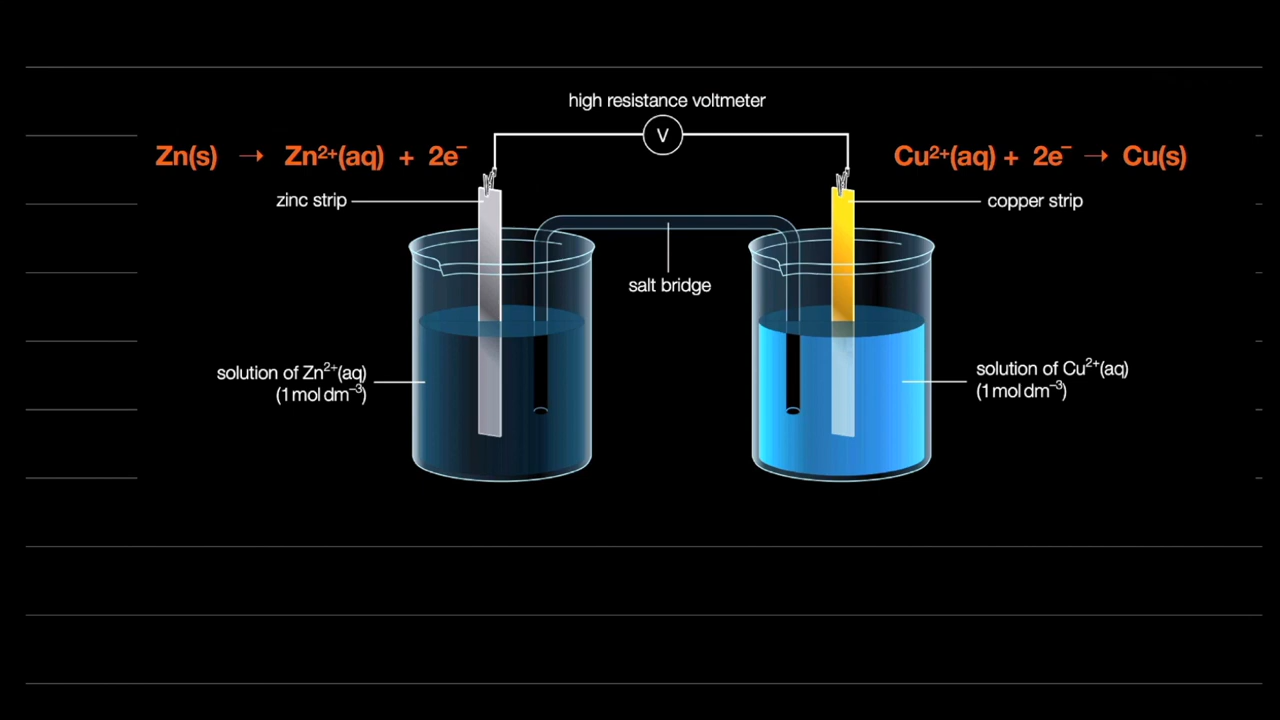 high resistance voltmeter
V
Zn(s) → Zn²⁺(aq) + 2e⁻
Cu²⁺(aq) + 2e⁻ → Cu(s)
zinc strip
copper strip
salt bridge
solution of Zn²⁺(aq)
(1 mol dm⁻³)
solution of Cu²⁺(aq)
(1 mol dm⁻³)